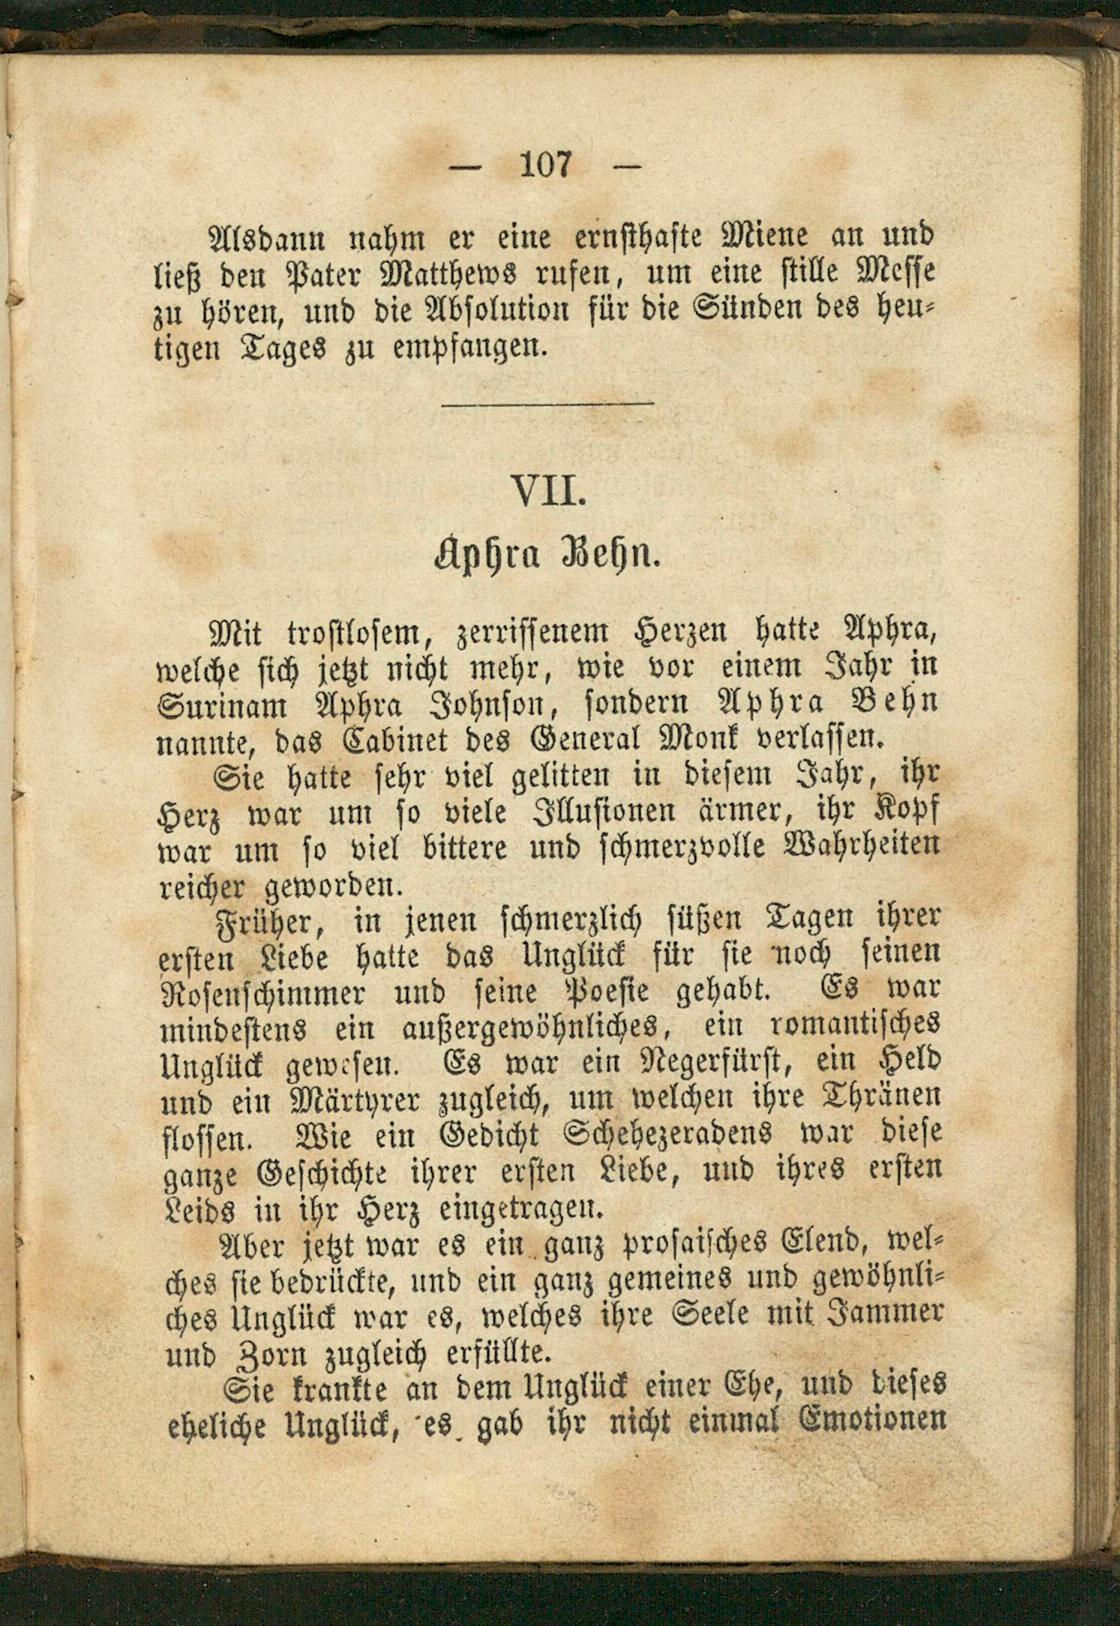 — 107 —
Alsdann nahm er eine ernsthafte Miene an und
ließ den Pater Matthews rufen, um eine stille Messe
zu hören, und die Absolution für die Sünden des heu-
tigen Tages zu empfangen.
VII.
Aphra Behn.
Mit trostlosem, zerrissenem Herzen hatte Aphra,
welche sich jetzt nicht mehr, wie vor einem Jahr in
Surinam Aphra Johnson, sondern Aphra Behn
nannte, das Cabinet des General Monk verlassen.
Sie hatte sehr viel gelitten in diesem Jahr, ihr
Herz war um so viele Illusionen ärmer, ihr Kopf
war um so viel bittere und schmerzvolle Wahrheiten
reicher geworden.
Früher, in jenen schmerzlich süßen Tagen ihrer
ersten Liebe hatte das Unglück für sie noch seinen
Rosenschimmer und seine Poesie gehabt. Es war
mindestens ein außergewöhnliches, ein romantisches
Unglück gewesen. Es war ein Negerfürst, ein Held
und ein Märtyrer zugleich, um welchen ihre Thränen
flossen. Wie ein Gedicht Schehezeradens war diese
ganze Geschichte ihrer ersten Liebe, und ihres ersten
Leids in ihr Herz eingetragen.
Aber jetzt war es ein ganz prosaisches Elend, wel-
ches sie bedrückte, und ein ganz gemeines und gewöhnli-
ches Unglück war es, welches ihre Seele mit Jammer
und Zorn zugleich erfüllte.
Sie krankte an dem Unglück einer Ehe, und dieses
eheliche Unglück, es gab ihr nicht einmal Emotionen